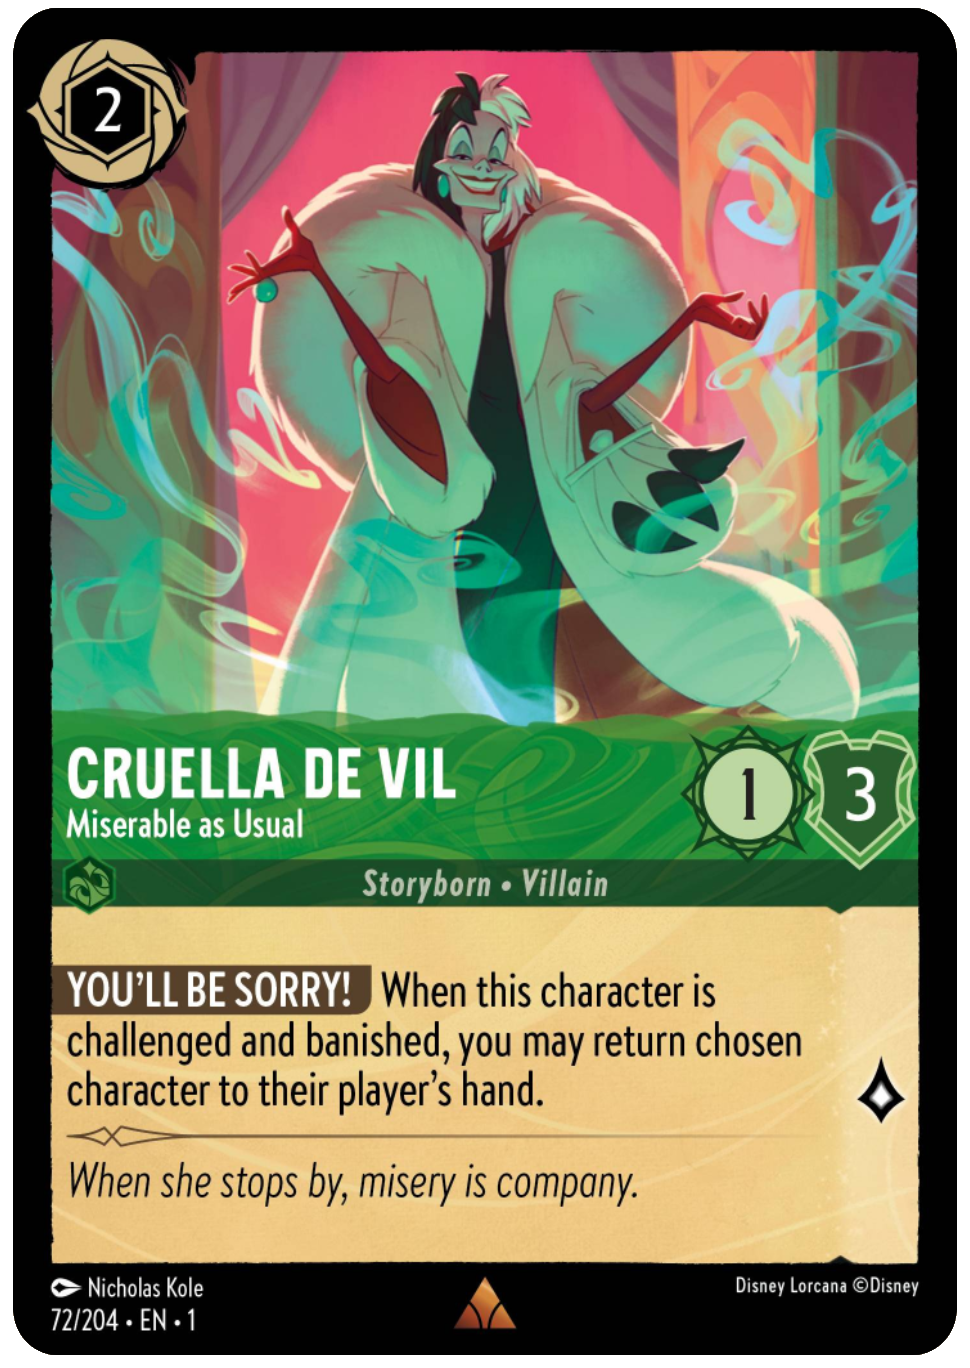 2
CRUELLA DE VIL
Miserable as Usual
1
3
Storyborn • Villain
YOU'LL BE SORRY! When this character is
challenged and banished, you may return chosen
character to their player's hand.
When she stops by, misery is company.
Nicholas Kole
Disney Lorcana ©Disney
72/204 • EN • 1